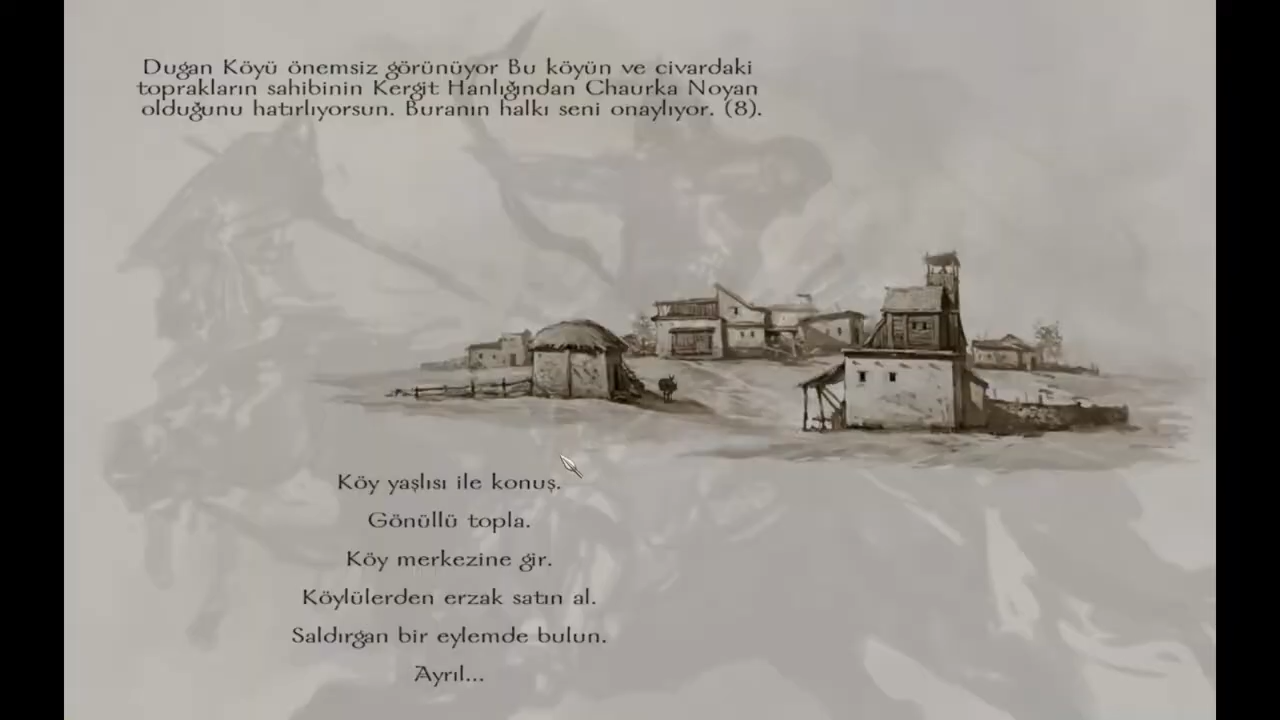 Dugan Köyü önemsiz görünüyor Bu köyün ve civardaki
toprakların sahibinin Kergit Hanlığından Chaurka Noyan
olduğunu hatırlıyorsun. Buranın halkı seni onaylıyor. (8).
Köy yaşlısı ile konuş.
Gönüllü topla.
Köy merkezine gir.
Köylülerden erzak satın al.
Saldırgan bir eylemde bulun.
Ayrıl...